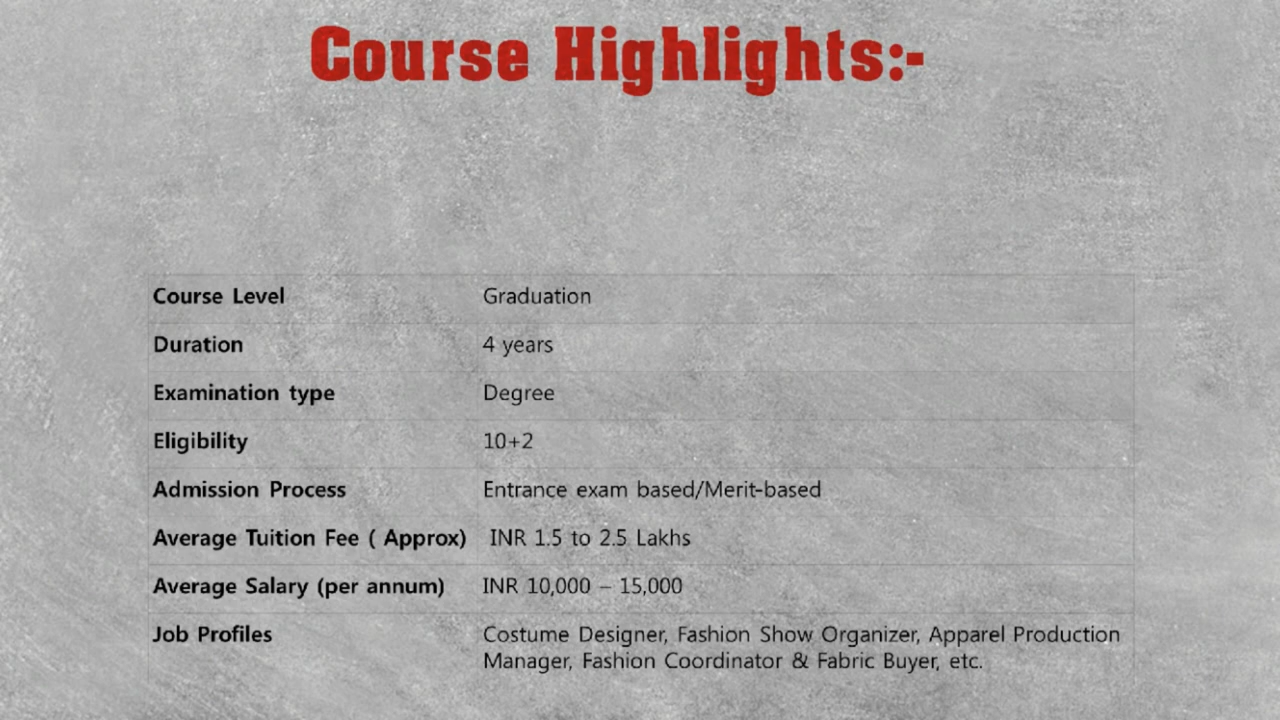 Course Highlights:-
Course Level Graduation
Duration 4 years
Examination type Degree
Eligibility 10+2
Admission Process Entrance exam based/Merit-based
Average Tuition Fee ( Approx) INR 1.5 to 2.5 Lakhs
Average Salary (per annum) INR 10,000 – 15,000
Job Profiles Costume Designer, Fashion Show Organizer, Apparel Production
Manager, Fashion Coordinator & Fabric Buyer, etc.